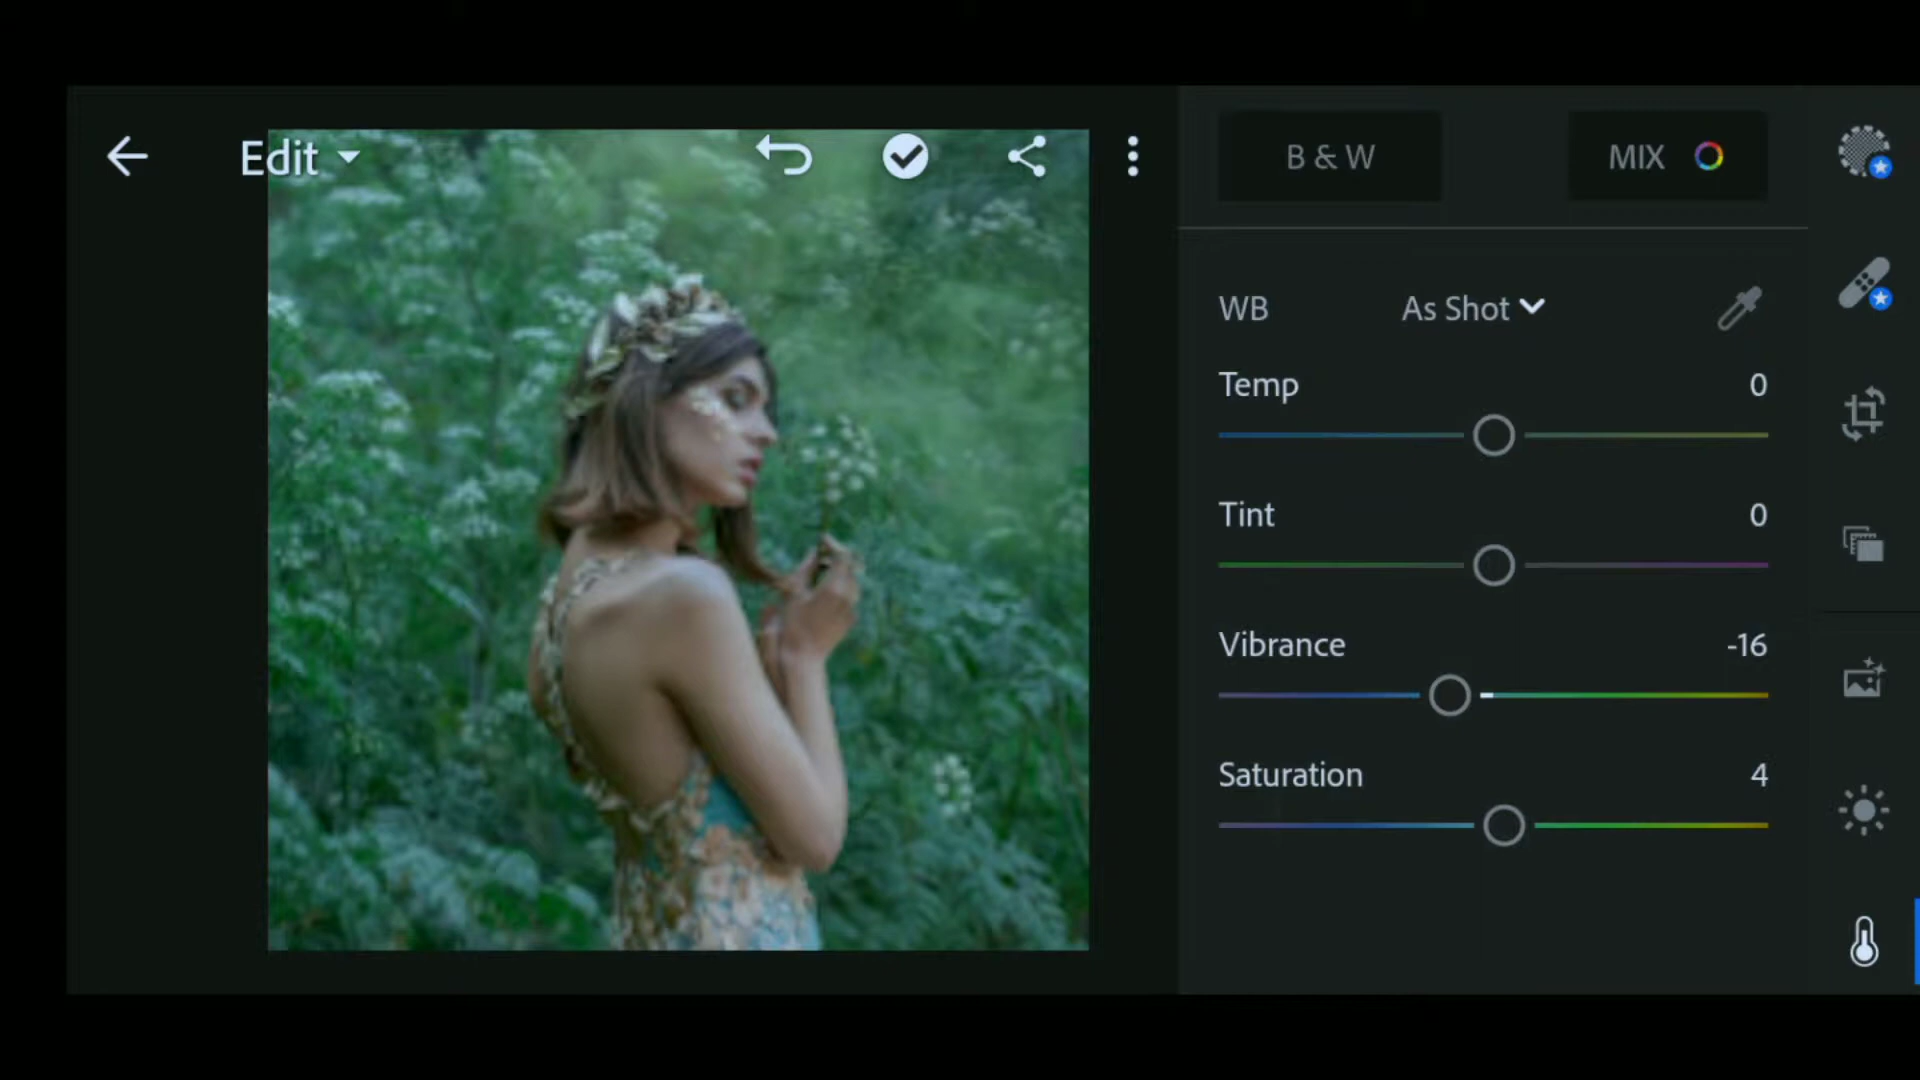 Edit
B & W
MIX
WB
As Shot
Temp
0
Tint
0
Vibrance
-16
Saturation
4